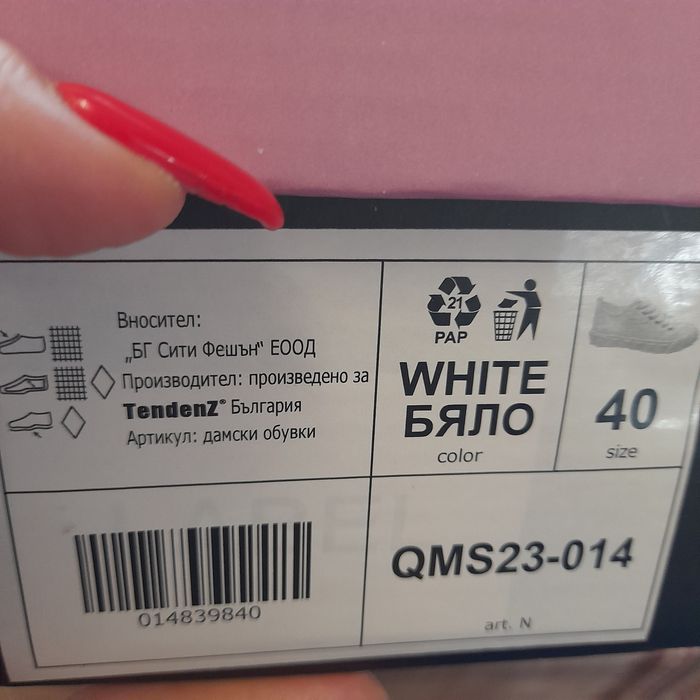 Вносител:
„БГ Сити Фешън“ ЕООД
Производител: произведено за
TendenZ® България
Артикул: дамски обувки
21
PAP
WHITE
БЯЛО
color
40
size
014839840
QMS23-014
art. N